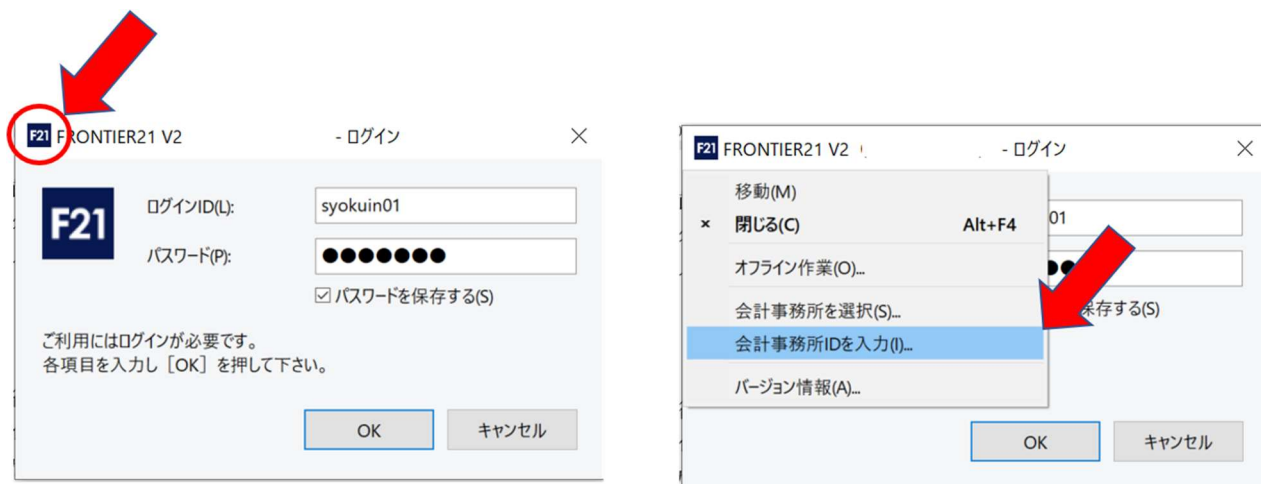 F21 FRONTIER21 V2 - ログイン
F21
ログインID(L):
syokuin01
パスワード(P):
●●●●●●●
パスワードを保存する(S)
ご利用にはログインが必要です。
各項目を入力し［OK］を押して下さい。
OK
キャンセル
F21 FRONTIER21 V2 - ログイン
移動(M)
× 閉じる(C) Alt+F4
01
オフライン作業(O)...
保存する(S)
会計事務所を選択(S)...
会計事務所IDを入力(I)...
バージョン情報(A)...
OK
キャンセル